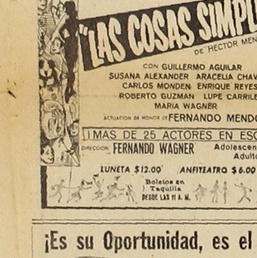 "LAS COSAS SIMPL
DE HECTOR MEN
CON GUILLERMO AGUILAR
SUSANA ALEXANDER ARACELIA CHAV
CARLOS MONDEN ENRIQUE REYES
ROBERTO GUZMAN LUPE CARRILE
MARIA WAGNER
ACTUACION DE HONOR DE FERNANDO MENDO
¡MAS DE 25 ACTORES EN ESC
DIRECCION: FERNANDO WAGNER Adolescen
Adulto
LUNETA $12.00 ANFITEATRO $6.00
Boletos en
Taquilla
DESDE LAS 11 A.M.
¡Es su Oportunidad, es el